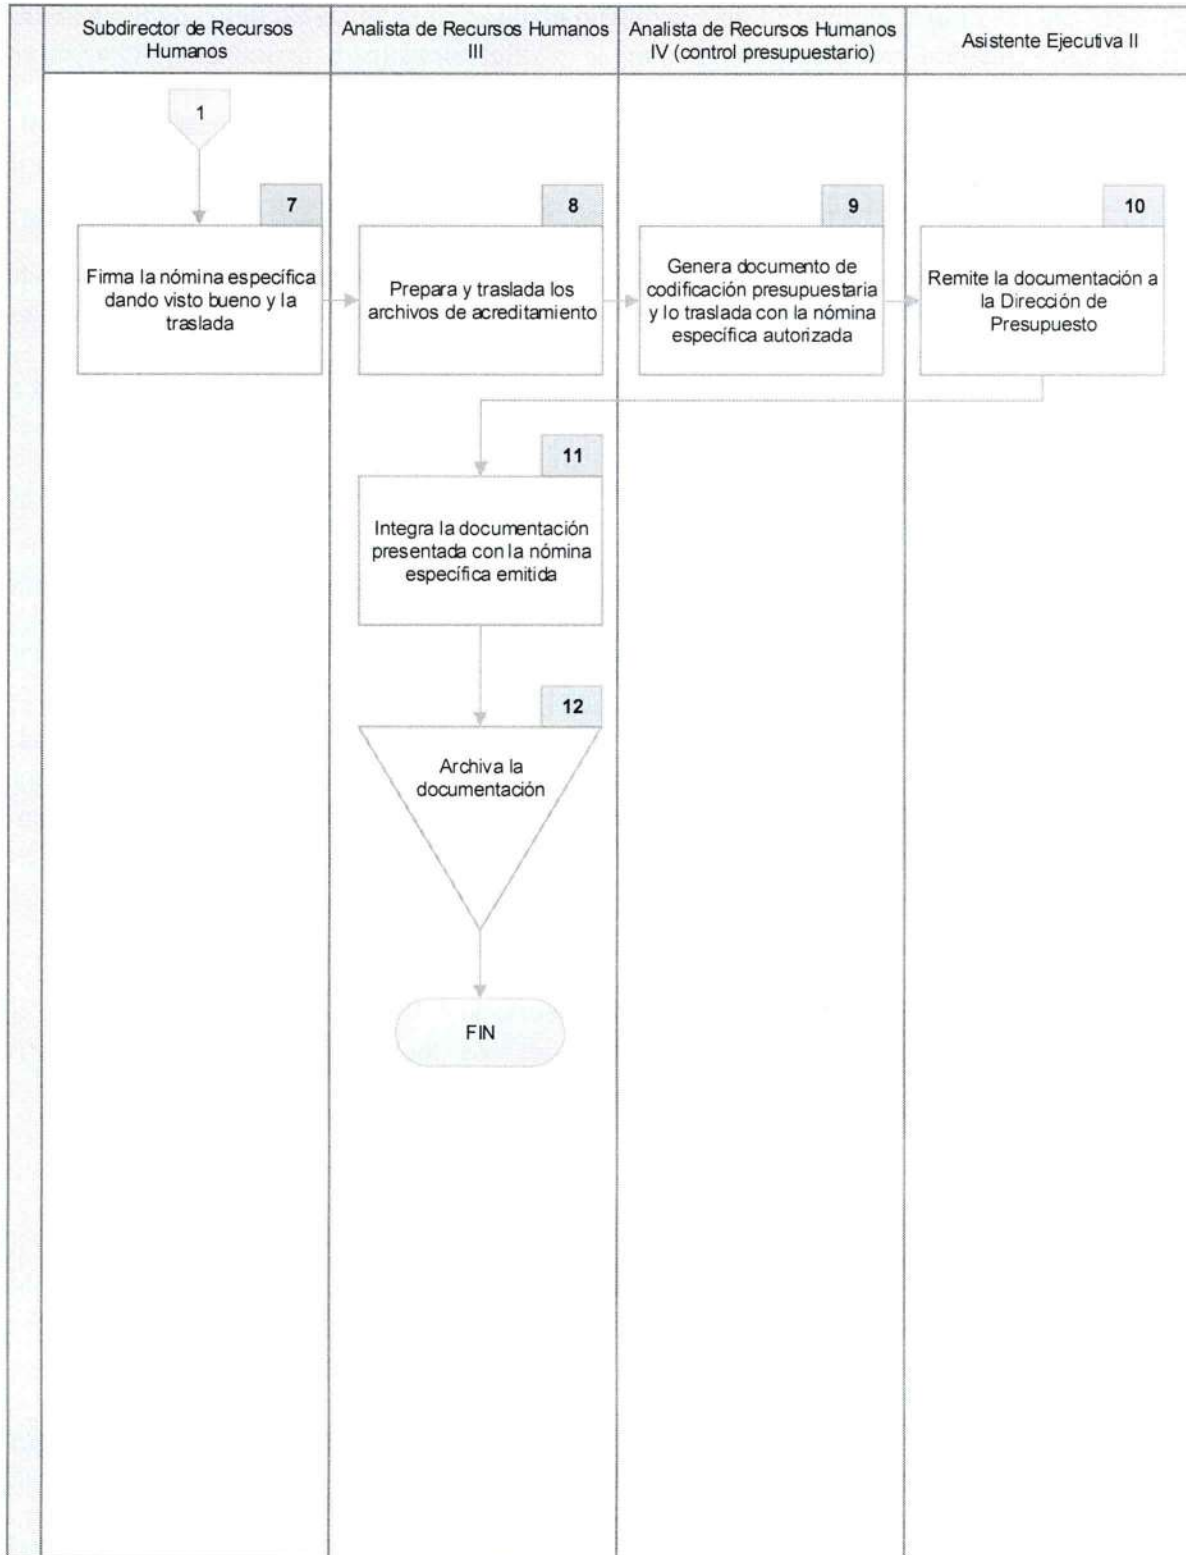 Subdirector de Recursos
Humanos
Analista de Recursos Humanos
III
Analista de Recursos Humanos
IV (control presupuestario)
Asistente Ejecutiva II
1
7
Firma la nómina específica
dando visto bueno y la
traslada
8
Prepara y traslada los
archivos de acreditamiento
9
Genera documento de
codificación presupuestaria
y lo traslada con la nómina
específica autorizada
10
Remite la documentación a
la Dirección de
Presupuesto
11
Integra la documentación
presentada con la nómina
específica emitida
12
Archiva la
documentación
FIN